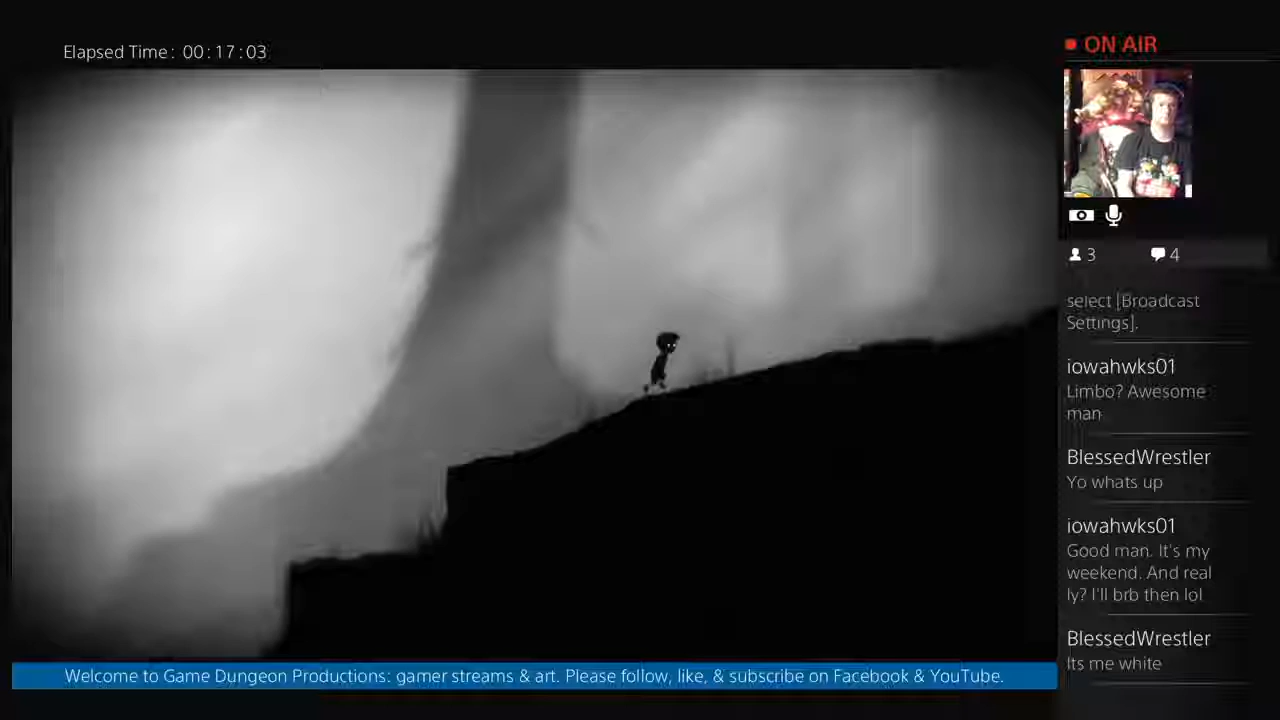 Elapsed Time: 00:17:03
ON AIR
3
4
select [Broadcast
Settings].
iowahwks01
Limbo? Awesome
man
BlessedWrestler
Yo whats up
iowahwks01
Good man. It's my
weekend. And real
ly? I'll brb then lol
BlessedWrestler
Its me white
Welcome to Game Dungeon Productions: gamer streams & art. Please follow, like, & subscribe on Facebook & YouTube.